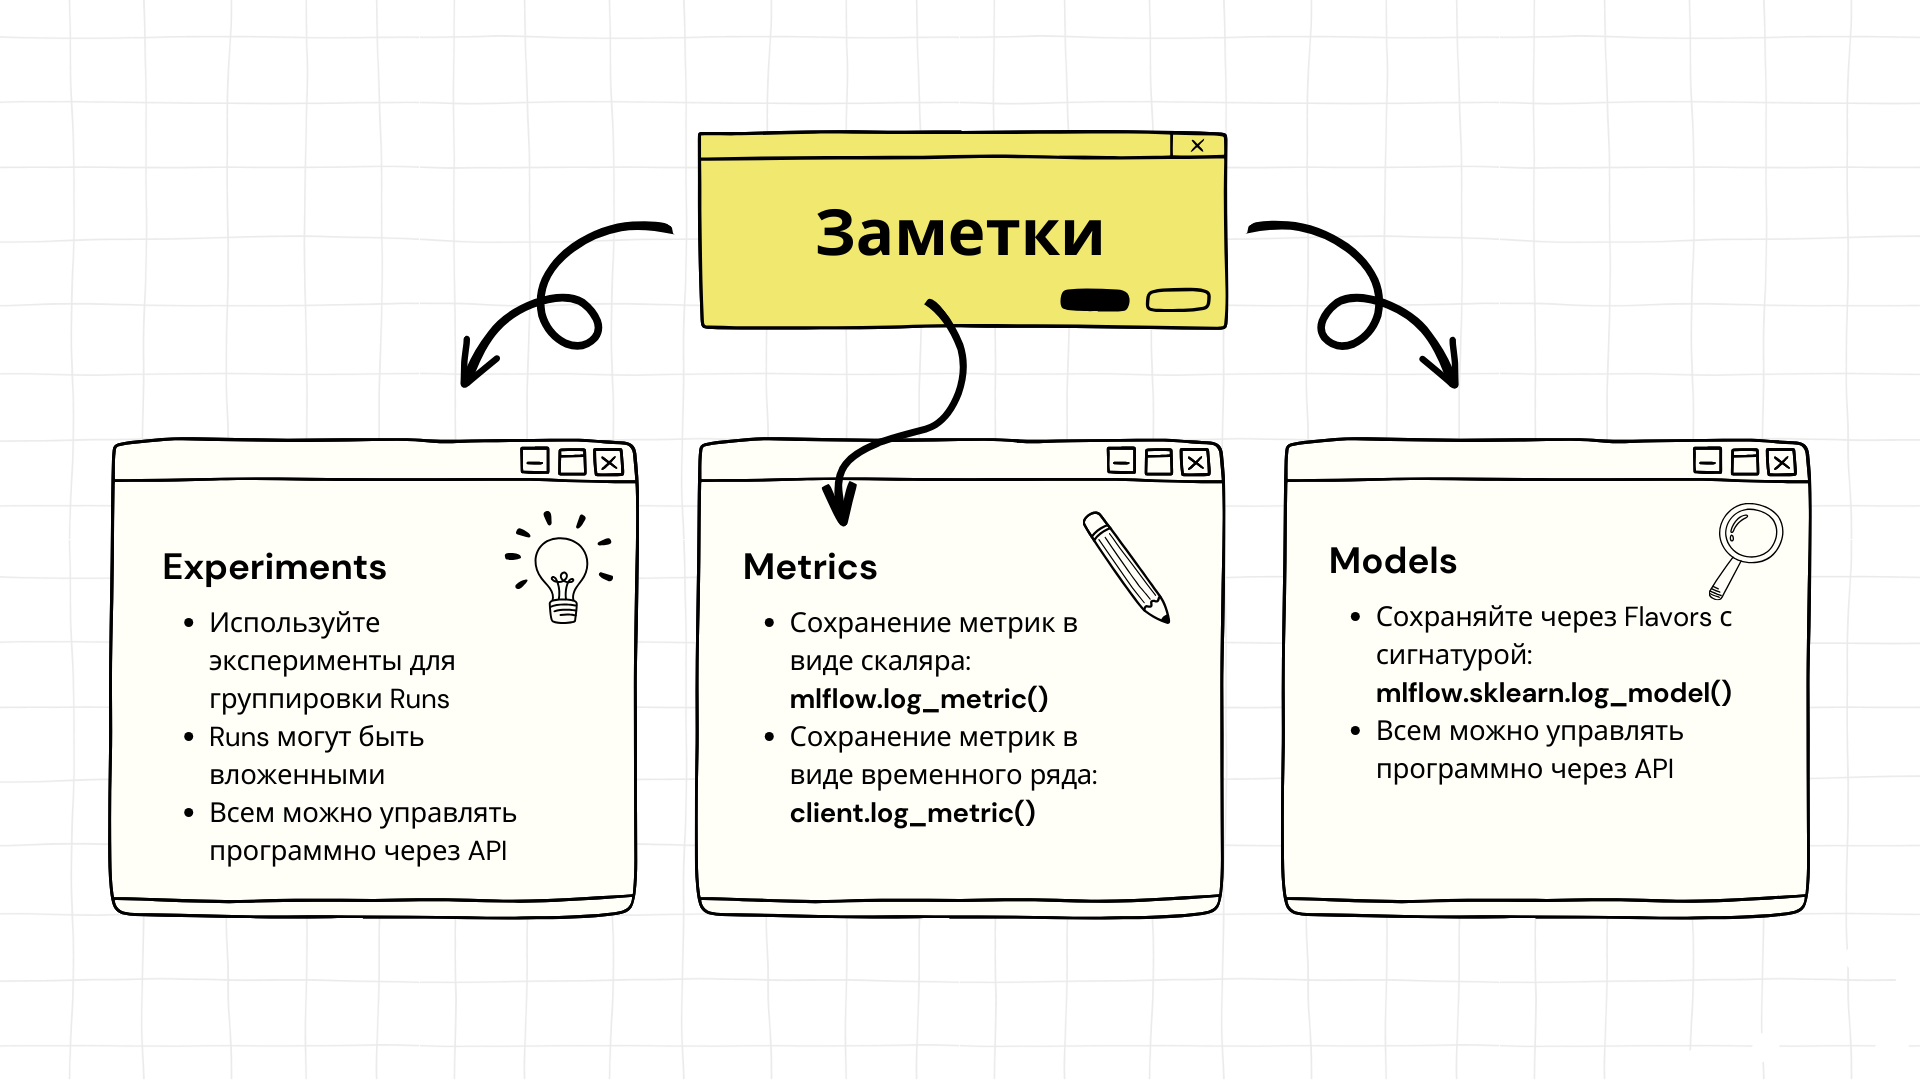 Заметки
Experiments
• Используйте
эксперименты для
группировки Runs
• Runs могут быть
вложенными
• Всем можно управлять
программно через API
Metrics
• Сохранение метрик в
виде скаляра:
mlflow.log_metric()
• Сохранение метрик в
виде временного ряда:
client.log_metric()
Models
• Сохраняйте через Flavors с
сигнатурой:
mlflow.sklearn.log_model()
• Всем можно управлять
программно через API